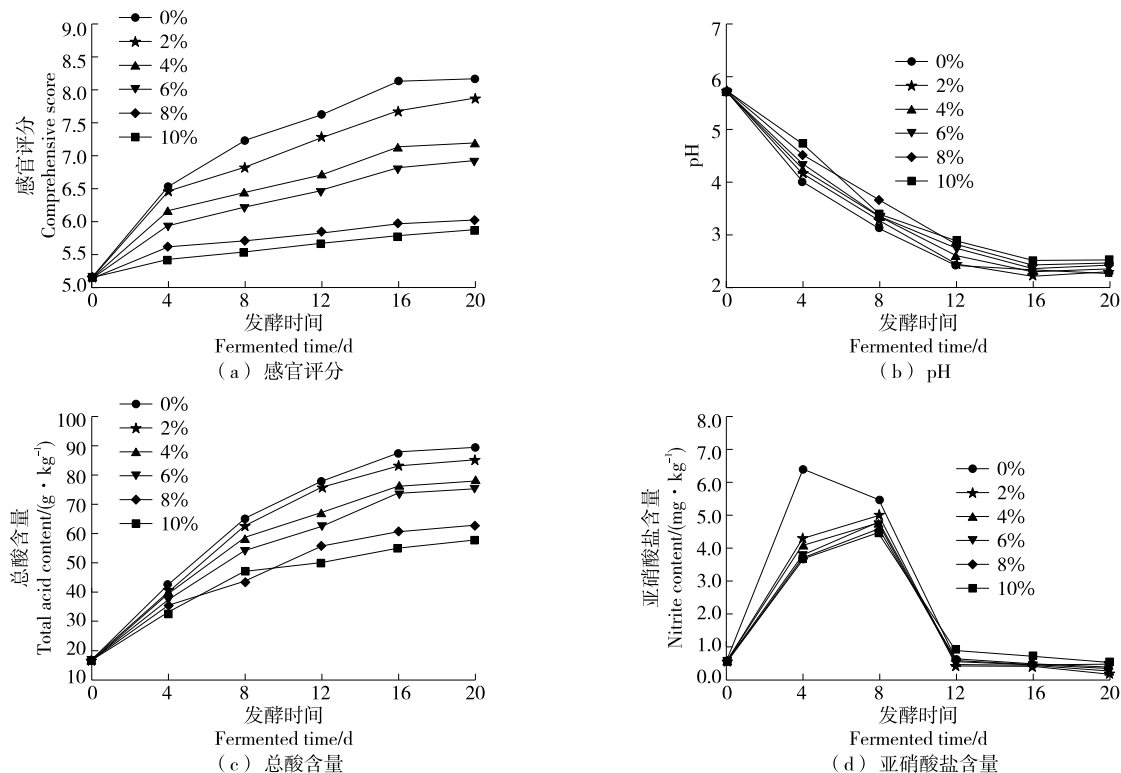 9.0
8.5
8.0
7.5
7.0
6.5
6.0
5.5
5.0
感官评分
Comprehensive score
0%
2%
4%
6%
8%
10%
0 4 8 12 16 20
发酵时间
Fermented time/d
(a) 感官评分
7
6
5
4
3
2
pH
0%
2%
4%
6%
8%
10%
0 4 8 12 16 20
发酵时间
Fermented time/d
(b) pH
100
90
80
70
60
50
40
30
20
10
总酸含量
Total acid content/(g·kg⁻¹)
0%
2%
4%
6%
8%
10%
0 4 8 12 16 20
发酵时间
Fermented time/d
(c) 总酸含量
8.0
7.0
6.0
5.0
4.0
3.0
2.0
1.0
0.0
亚硝酸盐含量
Nitrite content/(mg·kg⁻¹)
0%
2%
4%
6%
8%
10%
0 4 8 12 16 20
发酵时间
Fermented time/d
(d) 亚硝酸盐含量